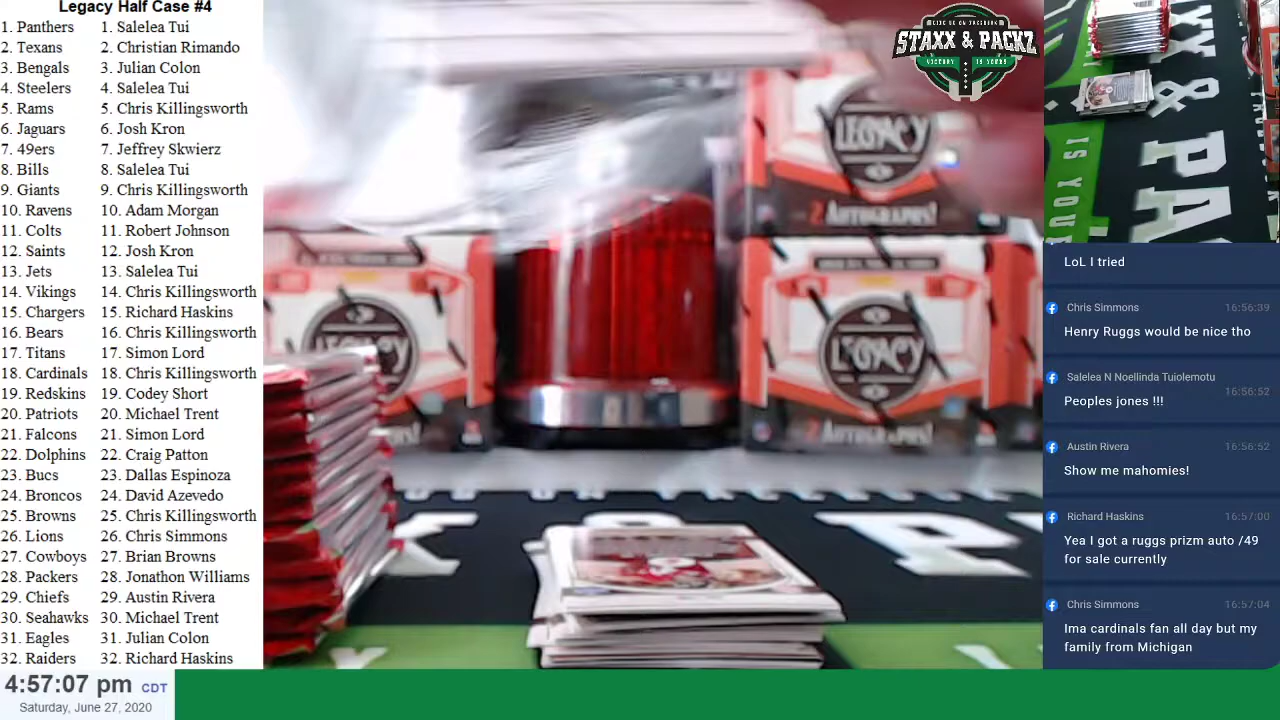 Legacy Half Case #4
1. Panthers 1. Salelea Tui
2. Texans 2. Christian Rimando
3. Bengals 3. Julian Colon
4. Steelers 4. Salelea Tui
5. Rams 5. Chris Killingsworth
6. Jaguars 6. Josh Kron
7. 49ers 7. Jeffrey Skwierz
8. Bills 8. Salelea Tui
9. Giants 9. Chris Killingsworth
10. Ravens 10. Adam Morgan
11. Colts 11. Robert Johnson
12. Saints 12. Josh Kron
13. Jets 13. Salelea Tui
14. Vikings 14. Chris Killingsworth
15. Chargers 15. Richard Haskins
16. Bears 16. Chris Killingsworth
17. Titans 17. Simon Lord
18. Cardinals 18. Chris Killingsworth
19. Redskins 19. Codey Short
20. Patriots 20. Michael Trent
21. Falcons 21. Simon Lord
22. Dolphins 22. Craig Patton
23. Bucs 23. Dallas Espinoza
24. Broncos 24. David Azevedo
25. Browns 25. Chris Killingsworth
26. Lions 26. Chris Simmons
27. Cowboys 27. Brian Browns
28. Packers 28. Jonathon Williams
29. Chiefs 29. Austin Rivera
30. Seahawks 30. Michael Trent
31. Eagles 31. Julian Colon
32. Raiders 32. Richard Haskins
4:57:07 pm CDT
Saturday, June 27, 2020
STAXX & PACKZ
VICTORY IS YOURS
LEGACY
2 AUTOGRAPHS!
LEGACY
LEGACY
2 AUTOGRAPHS!
XX & PA
IS YOU
LoL I tried
Chris Simmons 16:56:39
Henry Ruggs would be nice tho
Salelea N Noellinda Tuiolemotu 16:56:52
Peoples jones !!!
Austin Rivera 16:56:52
Show me mahomies!
Richard Haskins 16:57:00
Yea I got a ruggs prizm auto /49
for sale currently
Chris Simmons 16:57:04
Ima cardinals fan all day but my
family from Michigan